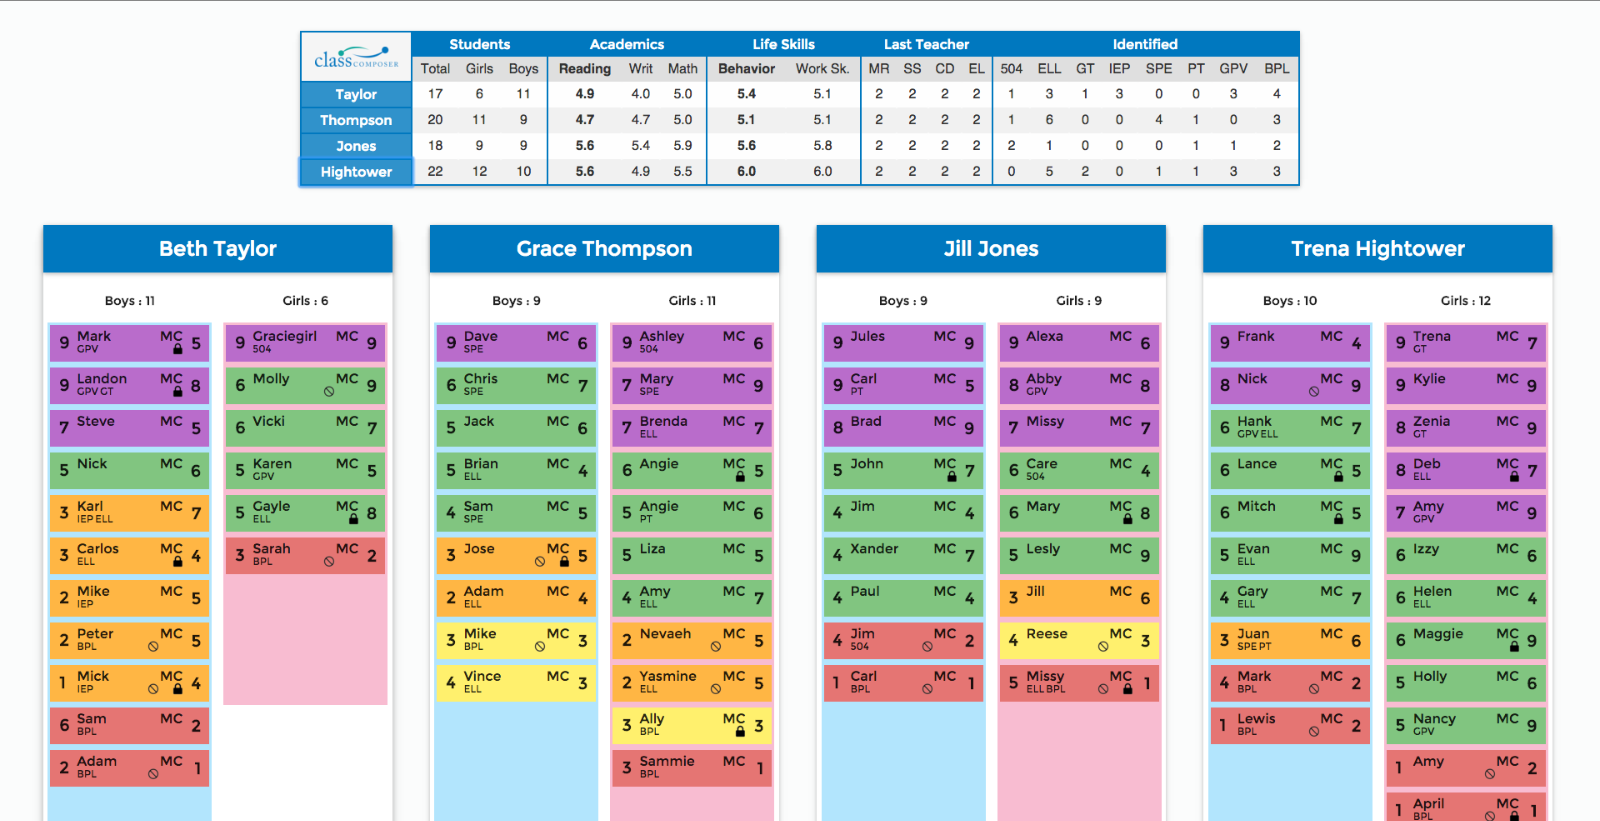 class COMPOSER Students Academics Life Skills Last Teacher Identified
Total Girls Boys Reading Writ Math Behavior Work Sk. MR SS CD EL 504 ELL GT IEP SPE PT GPV BPL
Taylor 17 6 11 4.9 4.0 5.0 5.4 5.1 2 2 2 2 1 3 1 3 0 0 3 4
Thompson 20 11 9 4.7 4.7 5.0 5.1 5.1 2 2 2 2 1 6 0 0 4 1 0 3
Jones 18 9 9 5.6 5.4 5.9 5.6 5.8 2 2 2 2 2 1 0 0 0 1 1 2
Hightower 22 12 10 5.6 4.9 5.5 6.0 6.0 2 2 2 2 0 5 2 0 1 1 3 3
Beth Taylor
Boys : 11
9 Mark MC 5
GPV
9 Landon MC 8
GPV GT
7 Steve MC 5
5 Nick MC 6
3 Karl MC 7
IEP ELL
3 Carlos MC 4
ELL
2 Mike MC 5
IEP
2 Peter MC 5
BPL
1 Mick MC 4
IEP
6 Sam MC 2
BPL
2 Adam MC 1
BPL
Girls : 6
9 Graciegirl MC 9
504
6 Molly MC 9
6 Vicki MC 7
5 Karen MC 5
GPV
5 Gayle MC 8
ELL
3 Sarah MC 2
BPL
Grace Thompson
Boys : 9
9 Dave MC 6
SPE
6 Chris MC 7
SPE
5 Jack MC 6
5 Brian MC 4
ELL
4 Sam MC 5
SPE
3 Jose MC 5
2 Adam MC 4
ELL
3 Mike MC 3
BPL
4 Vince MC 3
ELL
Girls : 11
9 Ashley MC 6
504
7 Mary MC 9
SPE
7 Brenda MC 7
ELL
6 Angie MC 5
5 Angie MC 6
PT
5 Liza MC 5
4 Amy MC 7
ELL
2 Nevaeh MC 5
2 Yasmine MC 5
ELL
3 Ally MC 3
BPL
3 Sammie MC 1
BPL
Jill Jones
Boys : 9
9 Jules MC 9
9 Carl MC 5
PT
8 Brad MC 9
5 John MC 7
4 Jim MC 4
4 Xander MC 7
4 Paul MC 4
4 Jim MC 2
504
1 Carl MC 1
BPL
Girls : 9
9 Alexa MC 6
8 Abby MC 8
GPV
7 Missy MC 7
6 Care MC 4
504
6 Mary MC 8
5 Lesly MC 9
3 Jill MC 6
4 Reese MC 3
5 Missy MC 1
ELL BPL
Trena Hightower
Boys : 10
9 Frank MC 4
8 Nick MC 9
6 Hank MC 7
GPV ELL
6 Lance MC 5
6 Mitch MC 5
5 Evan MC 9
ELL
4 Gary MC 7
ELL
3 Juan MC 6
SPE PT
4 Mark MC 2
BPL
1 Lewis MC 2
BPL
Girls : 12
9 Trena MC 7
GT
9 Kylie MC 9
8 Zenia MC 9
GT
8 Deb MC 7
ELL
7 Amy MC 9
GPV
6 Izzy MC 6
6 Helen MC 4
ELL
6 Maggie MC 9
5 Holly MC 6
5 Nancy MC 9
GPV
1 Amy MC 2
1 April MC 1
BPL